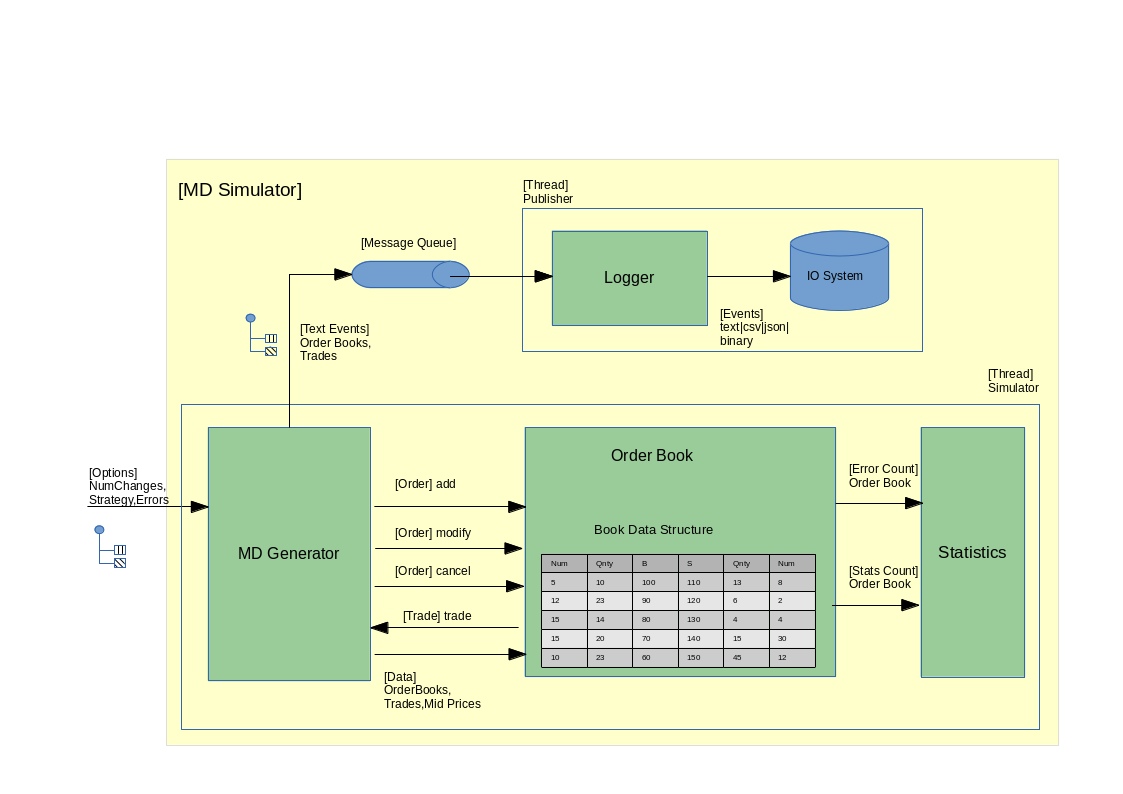 [MD Simulator]
[Thread]
Publisher
[Message Queue]
Logger
IO System
[Events]
text|csv|json|
binary
[Text Events]
Order Books,
Trades
[Thread]
Simulator
[Options]
NumChanges,
Strategy,Errors
MD Generator
[Order] add
[Order] modify
[Order] cancel
[Trade] trade
[Data]
OrderBooks,
Trades,Mid Prices
Order Book
Book Data Structure
Num Qnty B S Qnty Num
5 10 100 110 13 8
12 23 90 120 6 2
15 14 80 130 4 4
15 20 70 140 15 30
10 23 60 150 45 12
[Error Count]
Order Book
[Stats Count]
Order Book
Statistics